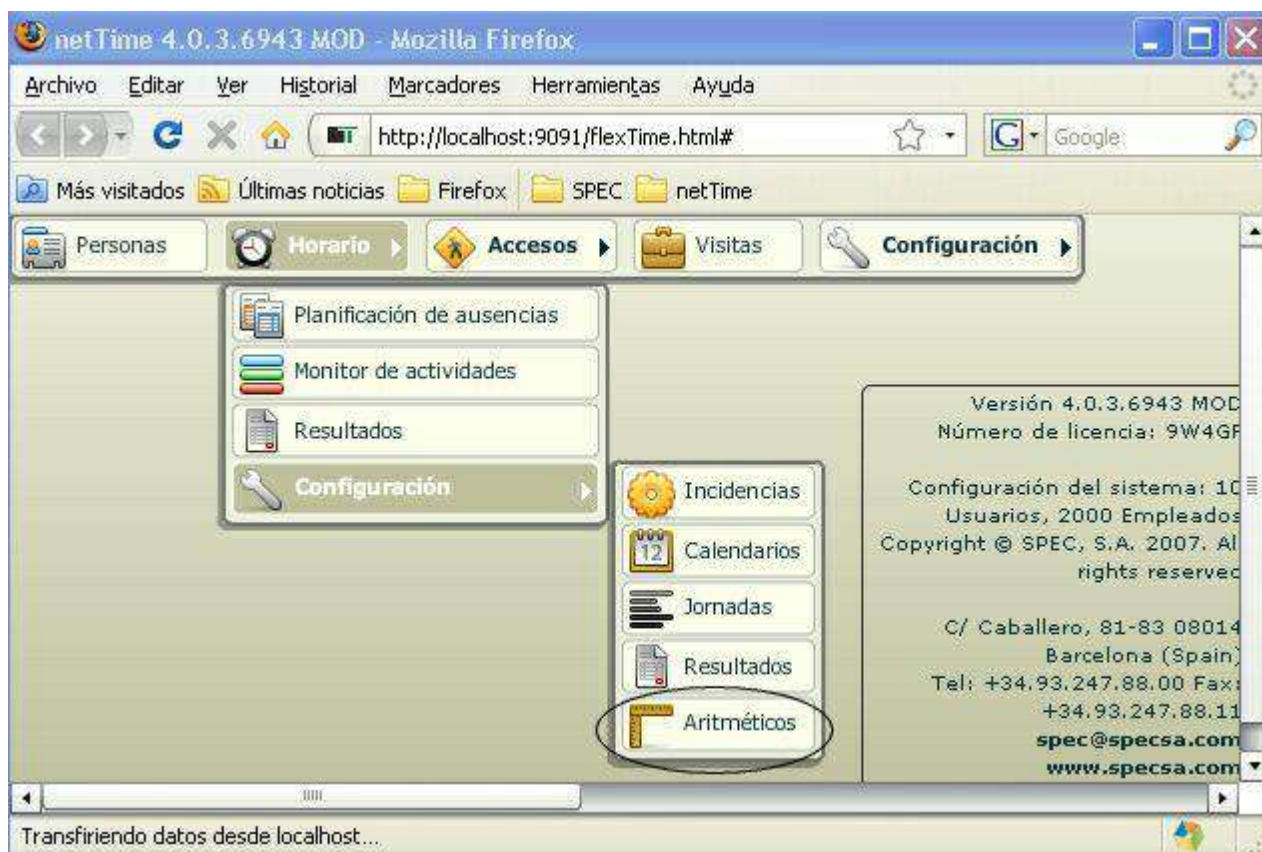 netTime 4.0.3.6943 MOD - Mozilla Firefox
Archivo Editar Ver Historial Marcadores Herramientas Ayuda
http://localhost:9091/flexTime.html#
G Google
Más visitados Últimas noticias Firefox SPEC netTime
Personas Horario Accesos Visitas Configuración
Planificación de ausencias
Monitor de actividades
Resultados
Configuración
Incidencias
12 Calendarios
Jornadas
Resultados
Aritméticos
Versión 4.0.3.6943 MOD
Número de licencia: 9W4GF
Configuración del sistema: 10
Usuarios, 2000 Empleados
Copyright © SPEC, S.A. 2007. Al
rights reserved
C/ Caballero, 81-83 08014
Barcelona (Spain)
Tel: +34.93.247.88.00 Fax:
+34.93.247.88.11
spec@specsa.com
www.specsa.com
Transfiriendo datos desde localhost...